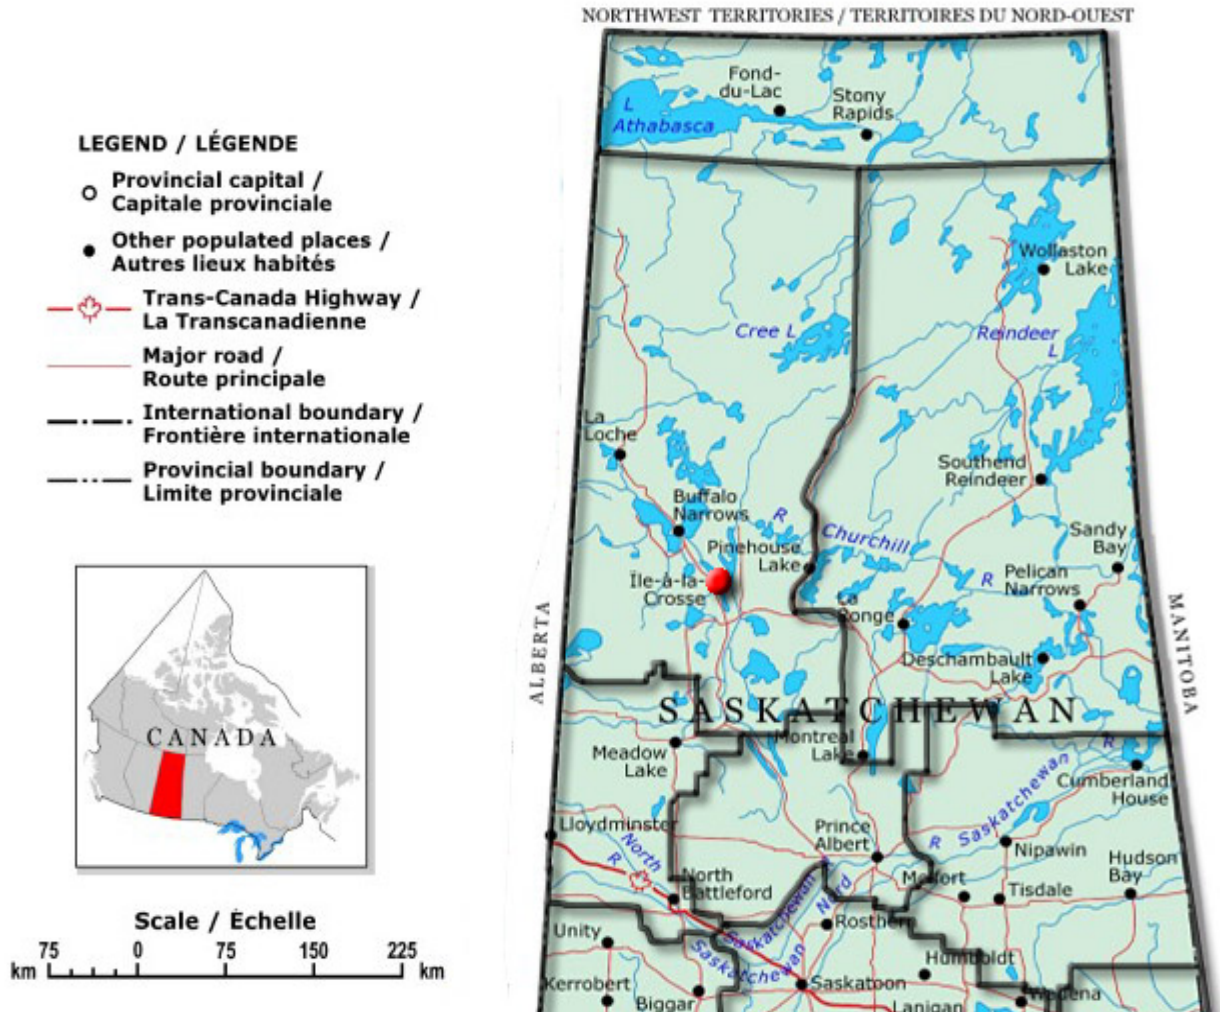 NORTHWEST TERRITORIES / TERRITOIRES DU NORD-OUEST
LEGEND / LÉGENDE
Provincial capital /
Capitale provinciale
Other populated places /
Autres lieux habités
Trans-Canada Highway /
La Transcanadienne
Major road /
Route principale
International boundary /
Frontière internationale
Provincial boundary /
Limite provinciale
CANADA
Scale / Échelle
75 0 75 150 225
km km
Fond-
du-Lac
Stony
Rapids
L
Athabasca
Wollaston
Lake
Cree L
Reindeer
L
La
Loche
Southend
Reindeer
Buffalo
Narrows
R
Churchill
R
Sandy
Bay
Pinehouse
Lake
Île-à-la-
Crosse
Pelican
Narrows
La
Ronge
Deschambault
Lake
ALBERTA
MANITOBA
SASKATCHEWAN
Meadow
Lake
Montreal
Lake
R
Cumberland
House
Lloydminster
North
R
Prince
Albert
R Saskatchewan
Nipawin
Hudson
Bay
North
Battleford
Melfort
Tisdale
Saskatchewan
Nord
Rosthern
Unity
Saskatchewan
Humboldt
Kerrobert
Biggar
Saskatoon
Lanigan
Wadena